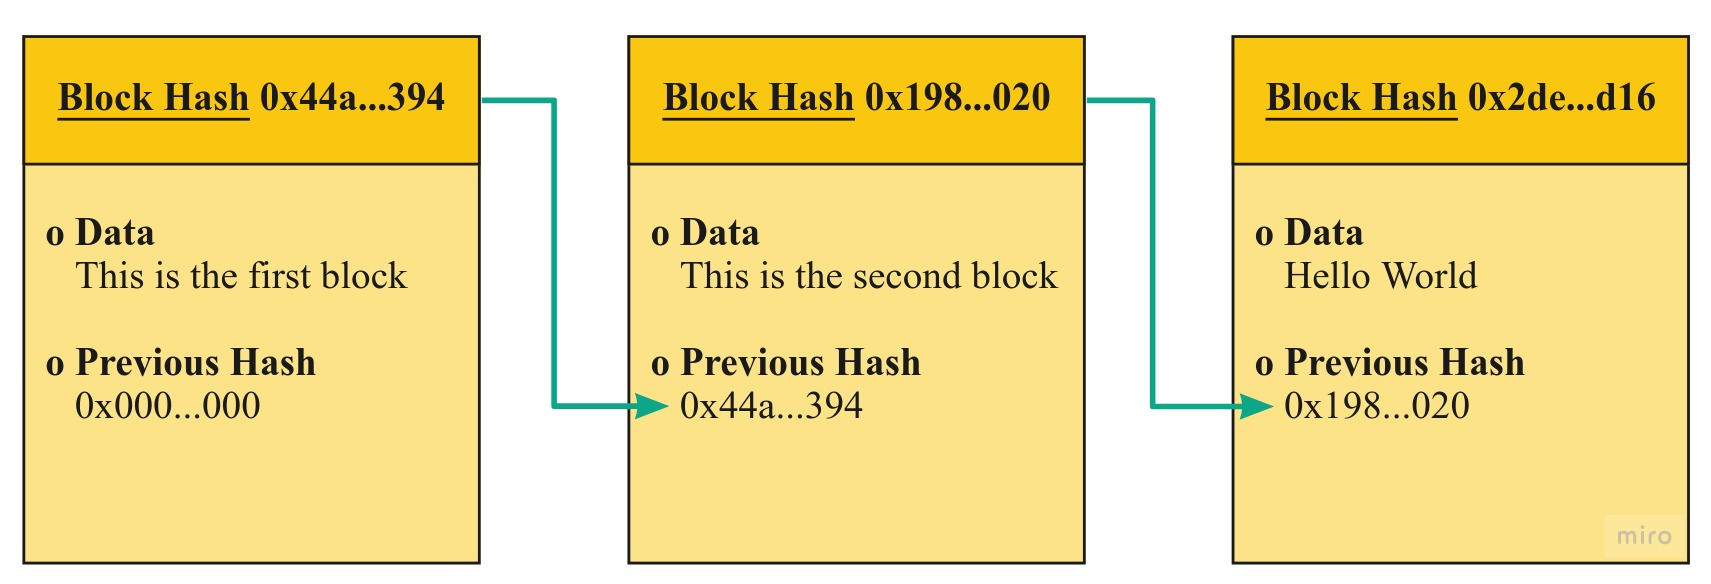 Block Hash 0x44a...394
o Data
This is the first block
o Previous Hash
0x000...000
Block Hash 0x198...020
o Data
This is the second block
o Previous Hash
0x44a...394
Block Hash 0x2de...d16
o Data
Hello World
o Previous Hash
0x198...020
miro